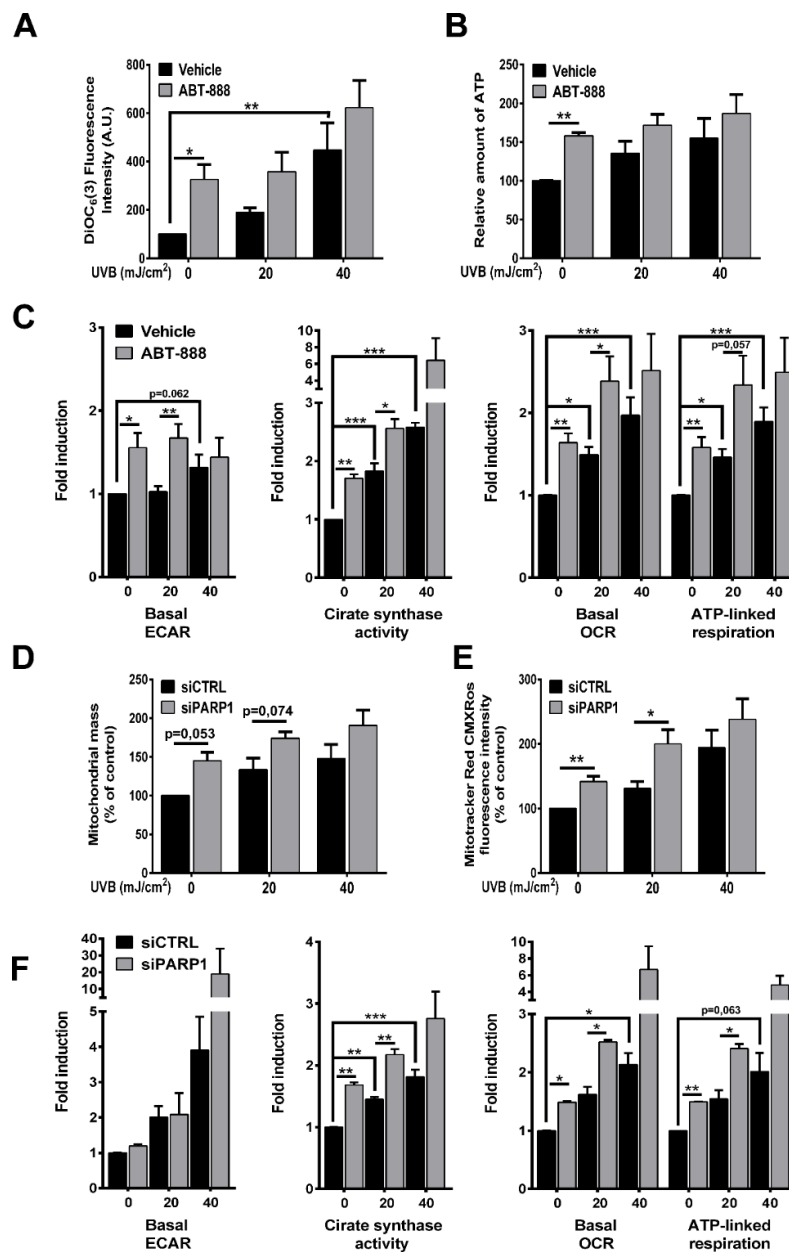 A
DiOC6(3) Fluorescence
Intensity (A.U.)
800
600
400
200
0
Vehicle
ABT-888
*
**
UVB (mJ/cm²)
0
20
40
B
Relative amount of ATP
250
200
150
100
50
0
Vehicle
ABT-888
**
UVB (mJ/cm²)
0
20
40
C
Fold induction
3
2
1
0
Vehicle
ABT-888
p=0.062
*
**
0
20
40
Basal
ECAR
Fold induction
10
8
6
4
3
2
1
0
***
***
*
**
0
20
40
Cirate synthase
activity
Fold induction
3
2
1
0
***
*
*
**
0
20
40
Basal
OCR
***
p=0,057
*
**
0
20
40
ATP-linked
respiration
D
Mitochondrial mass
(% of control)
250
200
150
100
50
0
siCTRL
siPARP1
p=0,053
p=0,074
UVB (mJ/cm²)
0
20
40
E
Mitotracker Red CMXRos
fluorescence intensity
(% of control)
300
200
100
0
siCTRL
siPARP1
**
*
UVB (mJ/cm²)
0
20
40
F
Fold induction
40
30
20
10
5
4
3
2
1
0
siCTRL
siPARP1
0
20
40
Basal
ECAR
Fold induction
4
3
2
1
0
***
**
**
**
0
20
40
Cirate synthase
activity
Fold induction
10
8
6
4
3
2
1
0
*
*
*
0
20
40
Basal
OCR
p=0,063
*
**
0
20
40
ATP-linked
respiration